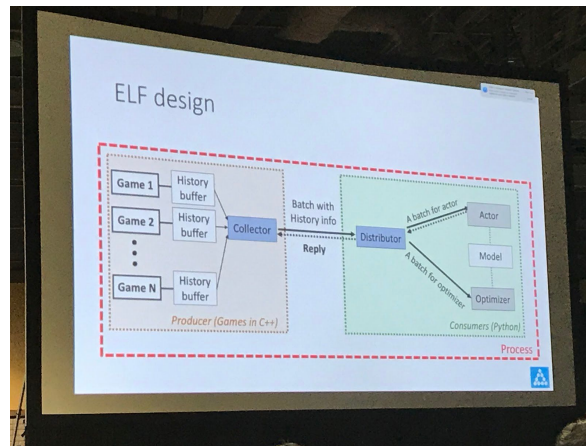 ELF design
Game 1
History
buffer
Game 2
History
buffer
Game N
History
buffer
Collector
Batch with
History info
Reply
Distributor
A batch for actor
A batch for optimizer
Actor
Model
Optimizer
Producer (Games in C++)
Consumers (Python)
Process